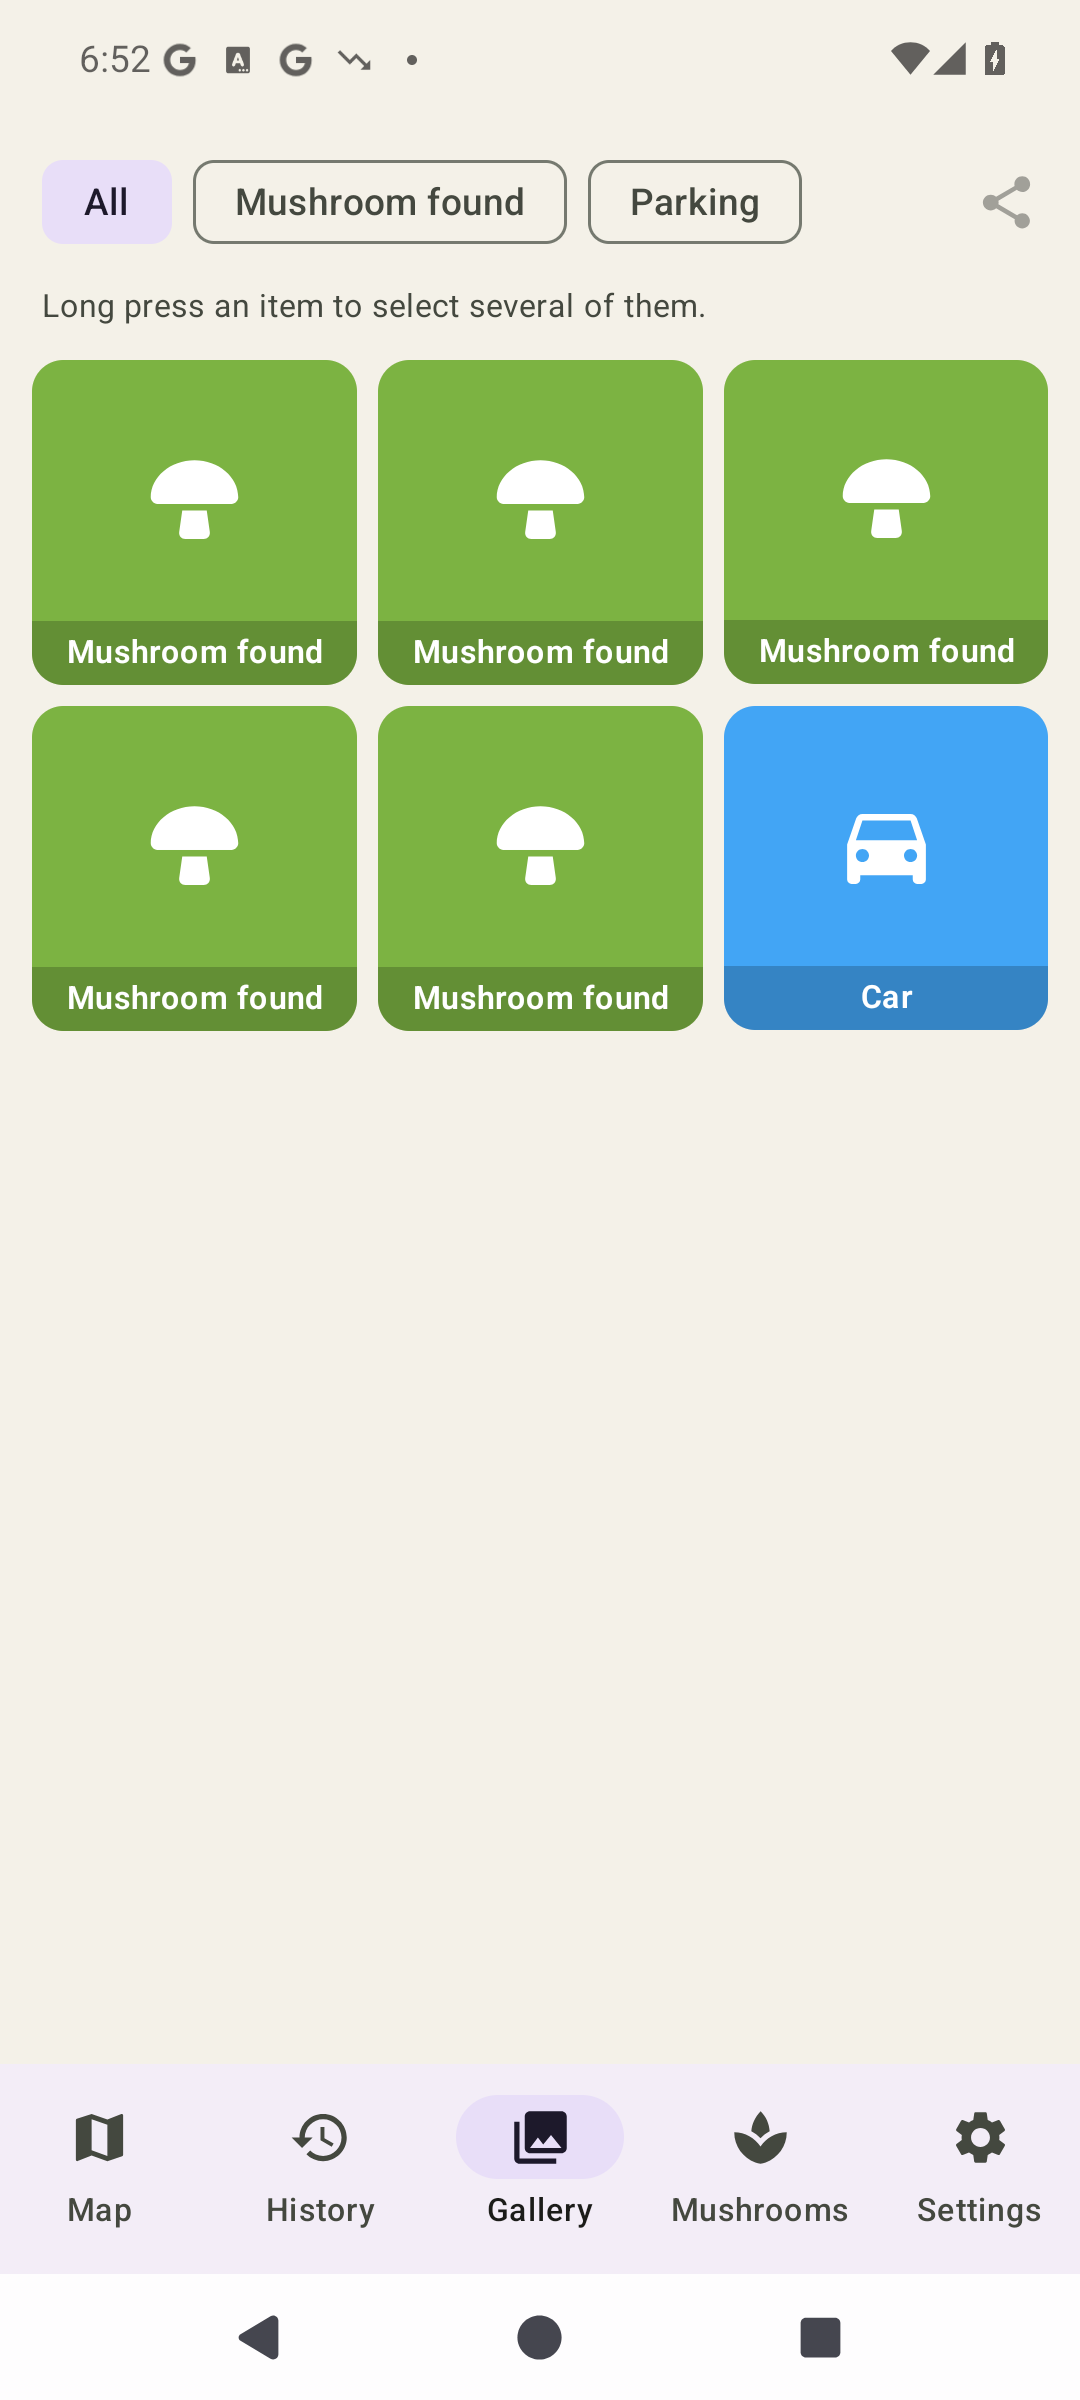 6:52
All
Mushroom found
Parking
Long press an item to select several of them.
Mushroom found
Mushroom found
Mushroom found
Mushroom found
Mushroom found
Car
Map
History
Gallery
Mushrooms
Settings